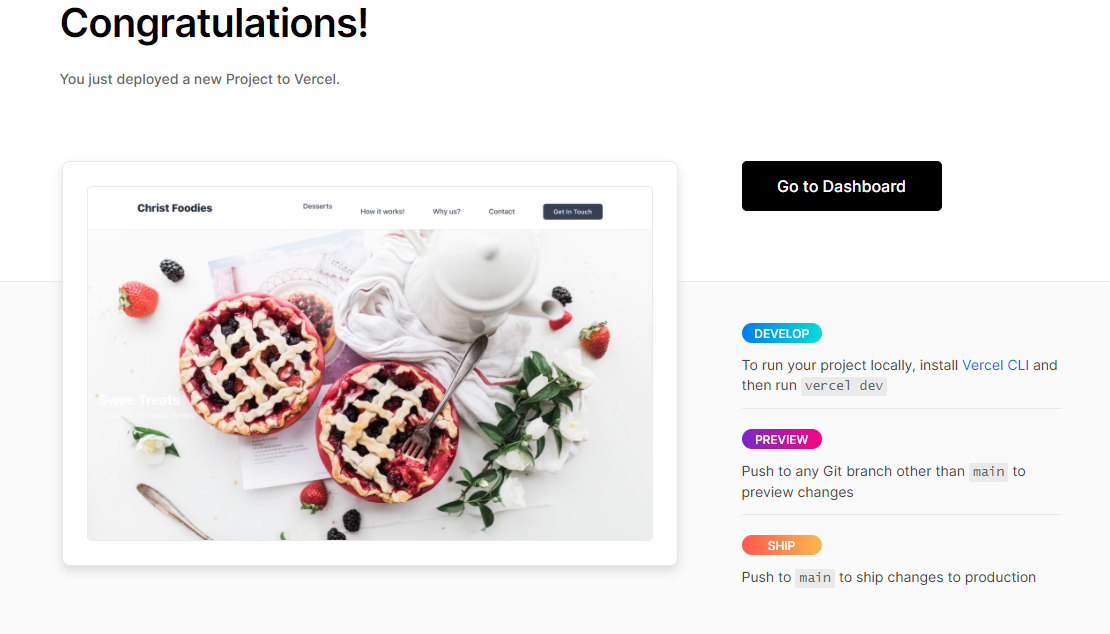 Congratulations!
You just deployed a new Project to Vercel.
Go to Dashboard
Christ Foodies
Desserts
How it works!
Why us?
Contact
Get In Touch
Swee Treats
DEVELOP
To run your project locally, install Vercel CLI and
then run vercel dev
PREVIEW
Push to any Git branch other than main to
preview changes
SHIP
Push to main to ship changes to production